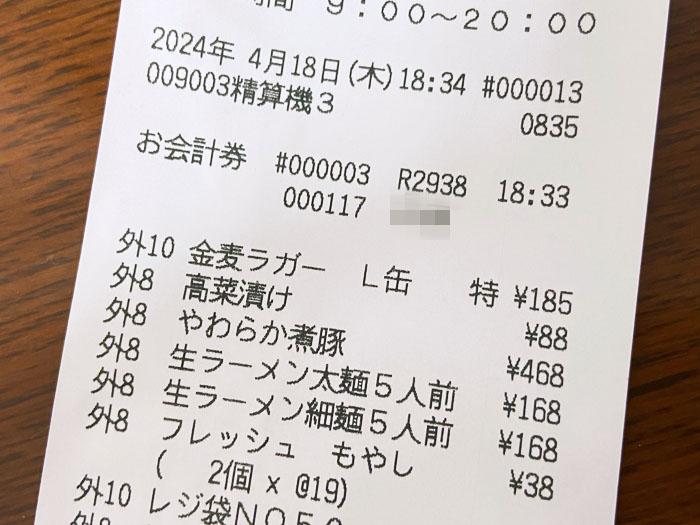 間 9:00～20:00
2024年 4月18日(木)18:34 #000013
009003精算機3 0835
お会計券 #000003 R2938 18:33
000117
外10 金麦ラガー L缶 特 ¥185
外8 高菜漬け ¥88
外8 やわらか煮豚 ¥468
外8 生ラーメン太麺5人前 ¥168
外8 生ラーメン細麺5人前 ¥168
外8 フレッシュ もやし ¥38
( 2個 x @19)
外10 レジ袋NO50
外8